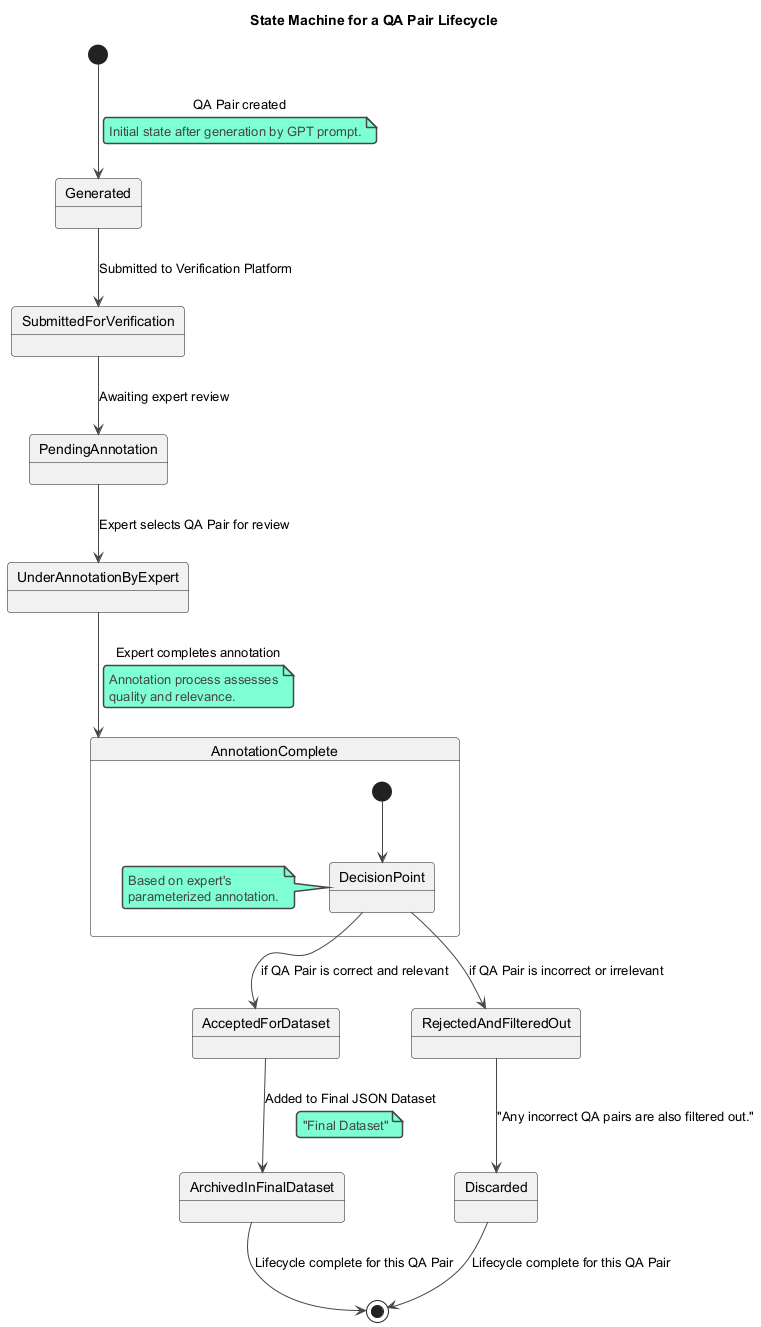 State Machine for a QA Pair Lifecycle
QA Pair created
Initial state after generation by GPT prompt.
Generated
Submitted to Verification Platform
SubmittedForVerification
Awaiting expert review
PendingAnnotation
Expert selects QA Pair for review
UnderAnnotationByExpert
Expert completes annotation
Annotation process assesses
quality and relevance.
AnnotationComplete
Based on expert's
parameterized annotation.
DecisionPoint
if QA Pair is correct and relevant
if QA Pair is incorrect or irrelevant
AcceptedForDataset
RejectedAndFilteredOut
Added to Final JSON Dataset
"Final Dataset"
"Any incorrect QA pairs are also filtered out."
ArchivedInFinalDataset
Discarded
Lifecycle complete for this QA Pair
Lifecycle complete for this QA Pair